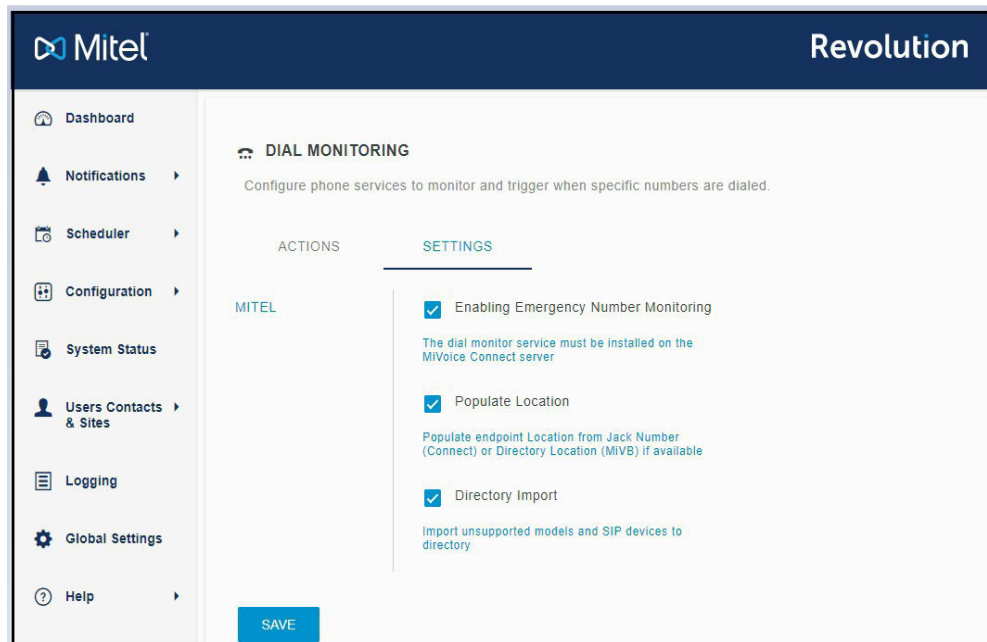 Mitel
Revolution
Dashboard
Notifications
Scheduler
Configuration
System Status
Users Contacts
& Sites
Logging
Global Settings
Help
DIAL MONITORING
Configure phone services to monitor and trigger when specific numbers are dialed.
ACTIONS
SETTINGS
MITEL
Enabling Emergency Number Monitoring
The dial monitor service must be installed on the
MiVoice Connect server
Populate Location
Populate endpoint Location from Jack Number
(Connect) or Directory Location (MiVB) if available
Directory Import
Import unsupported models and SIP devices to
directory
SAVE